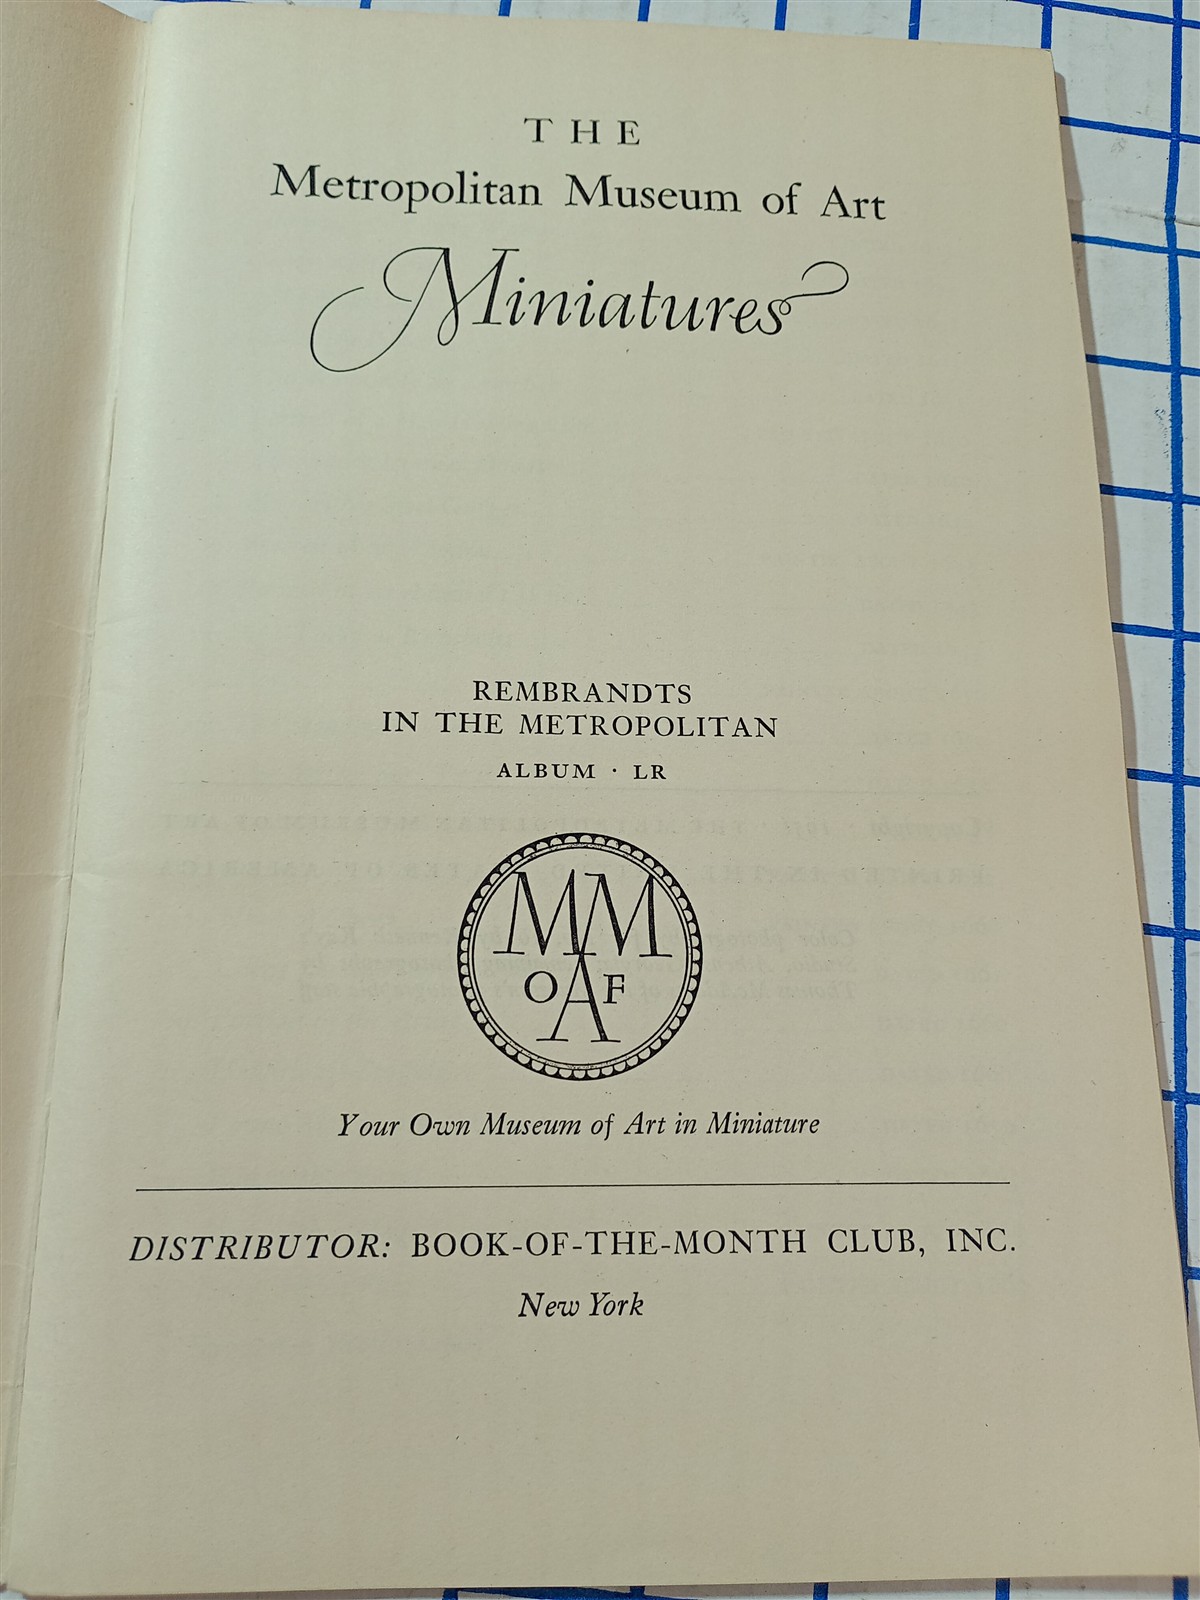 THE
Metropolitan Museum of Art
Miniatures
REMBRANDTS
IN THE METROPOLITAN
ALBUM · LR
MM
OAF
Your Own Museum of Art in Miniature
DISTRIBUTOR: BOOK-OF-THE-MONTH CLUB, INC.
New York